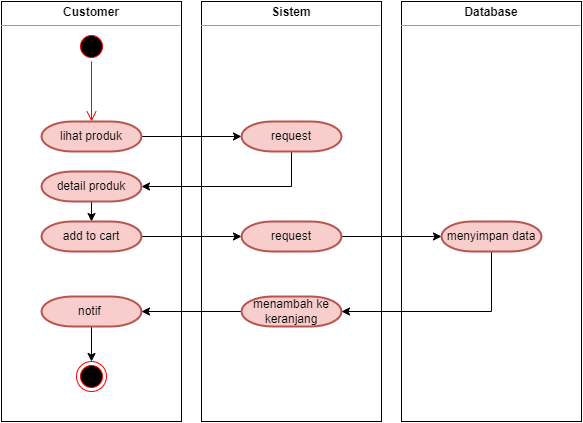 Customer
Sistem
Database
lihat produk
request
detail produk
add to cart
request
menyimpan data
notif
menambah ke
keranjang